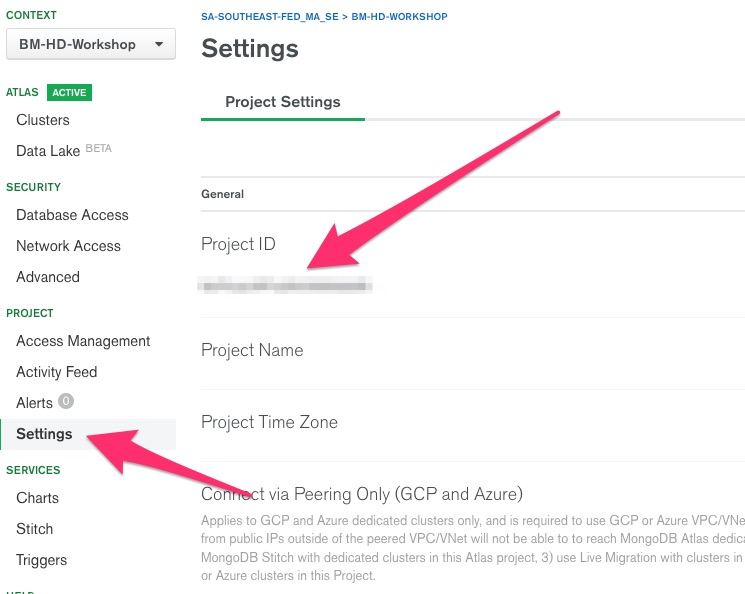 CONTEXT
BM-HD-Workshop
ATLAS ACTIVE
Clusters
Data Lake BETA
SECURITY
Database Access
Network Access
Advanced
PROJECT
Access Management
Activity Feed
Alerts 0
Settings
SERVICES
Charts
Stitch
Triggers
SA-SOUTHEAST-FED_MA_SE > BM-HD-WORKSHOP
Settings
Project Settings
General
Project ID
Project Name
Project Time Zone
Connect via Peering Only (GCP and Azure)
Applies to GCP and Azure dedicated clusters only, and is required to use GCP or Azure VPC/VNe
from public IPs outside of the peered VPC/VNet will not be able to to reach MongoDB Atlas dedica
MongoDB Stitch with dedicated clusters in this Atlas project, 3) use Live Migration with clusters in
or Azure clusters in this Project.